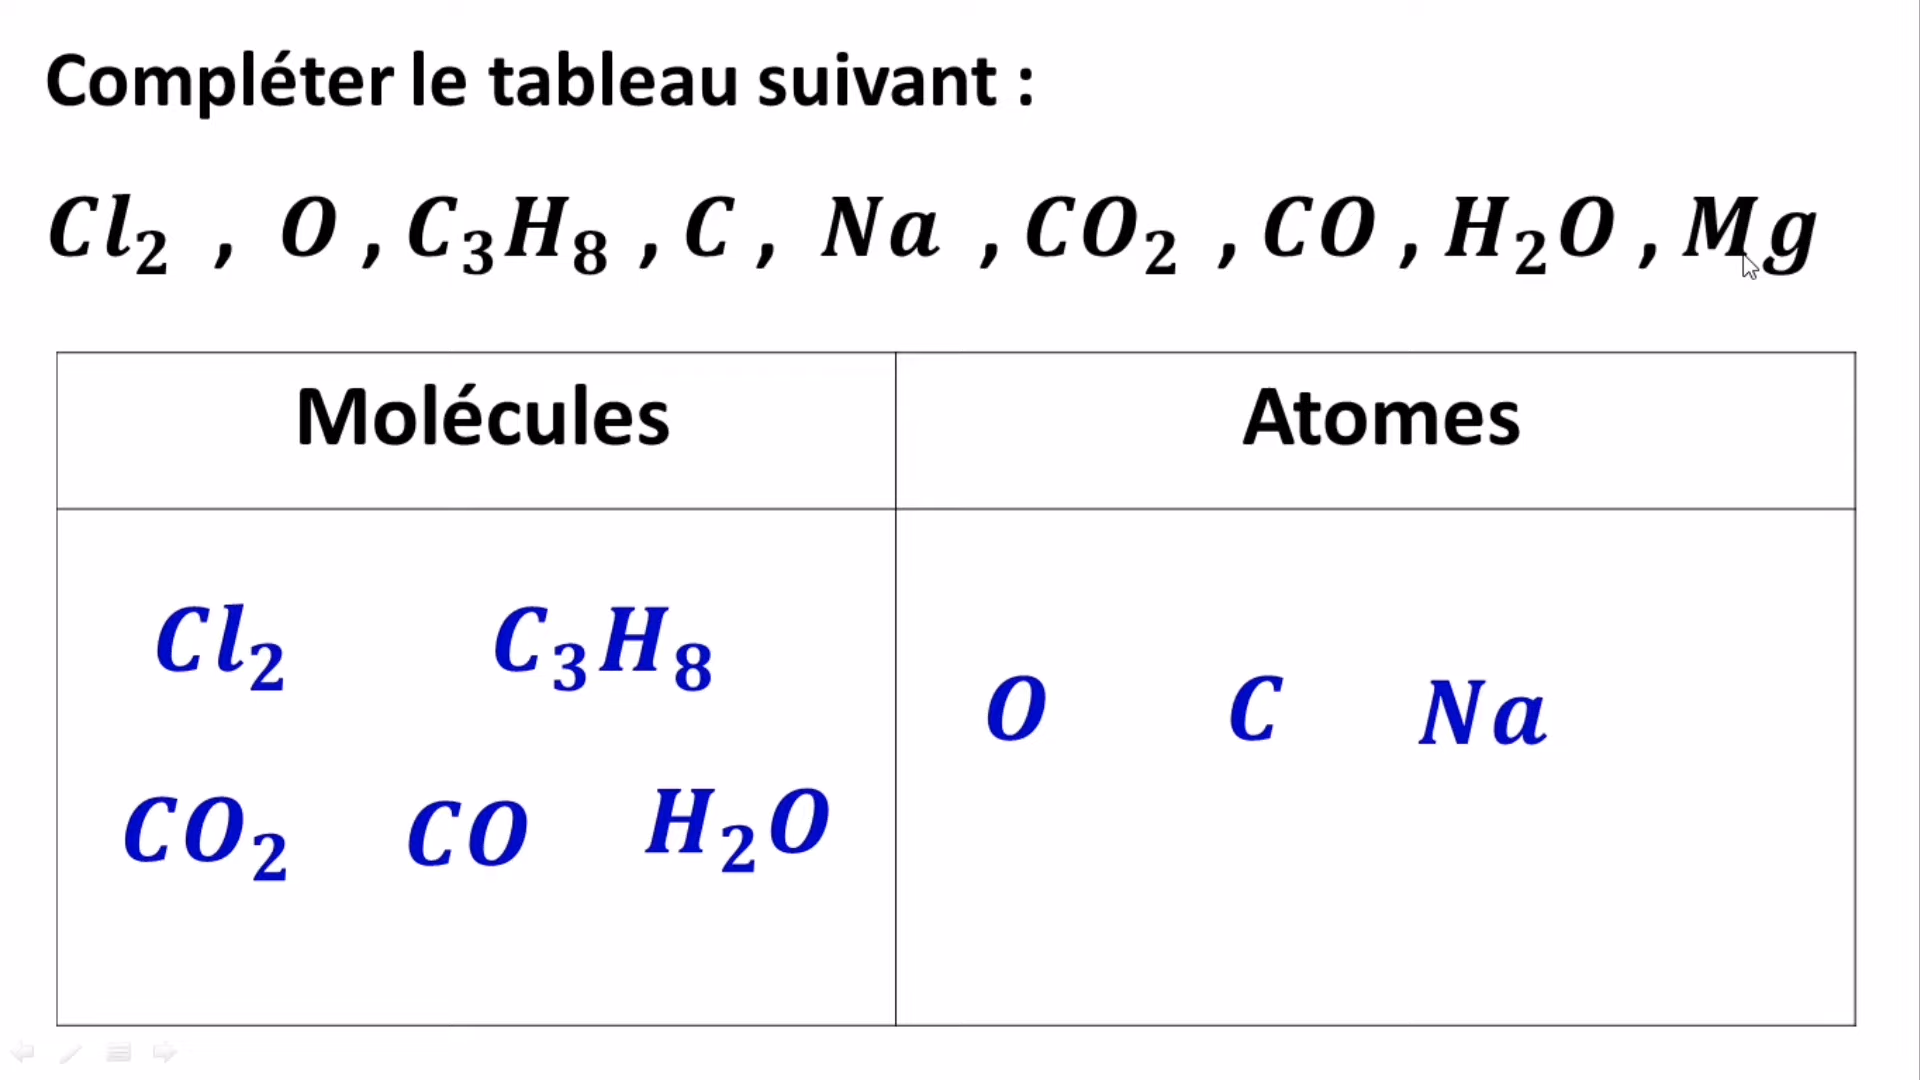 Compléter le tableau suivant :
Cl₂ , O , C₃H₈ , C , Na , CO₂ , CO , H₂O , Mg
Molécules Atomes
Cl₂ C₃H₈
O C Na
CO₂ CO H₂O